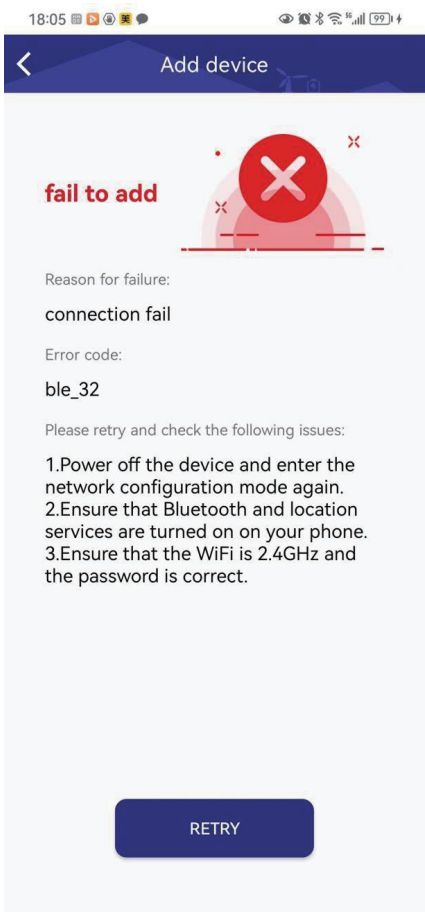 18:05
美
5G
99
Add device
fail to add
Reason for failure:
connection fail
Error code:
ble_32
Please retry and check the following issues:
1.Power off the device and enter the
network configuration mode again.
2.Ensure that Bluetooth and location
services are turned on on your phone.
3.Ensure that the WiFi is 2.4GHz and
the password is correct.
RETRY